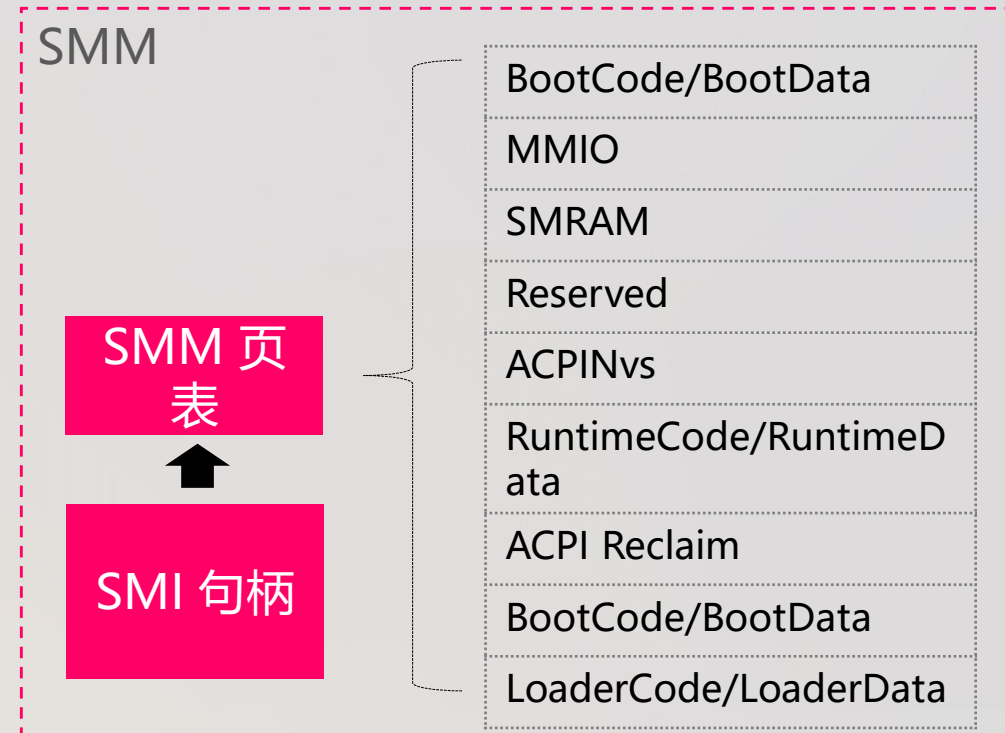 SMM
BootCode/BootData
MMIO
SMRAM
Reserved
ACPINvs
RuntimeCode/RuntimeD
ata
ACPI Reclaim
BootCode/BootData
LoaderCode/LoaderData
SMM 页
表
SMI 句柄